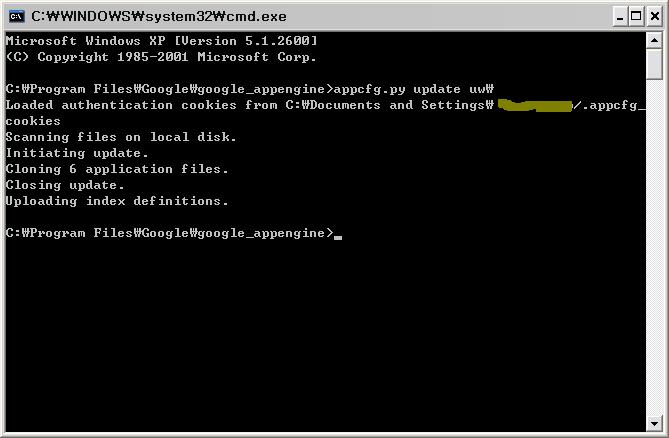 C:₩WINDOWS₩system32₩cmd.exe
Microsoft Windows XP [Version 5.1.2600]
(C) Copyright 1985-2001 Microsoft Corp.
C:₩Program Files₩Google₩google_appengine>appcfg.py update uw₩
Loaded authentication cookies from C:₩Documents and Settings₩ /.appcfg_
cookies
Scanning files on local disk.
Initiating update.
Cloning 6 application files.
Closing update.
Uploading index definitions.
C:₩Program Files₩Google₩google_appengine>_